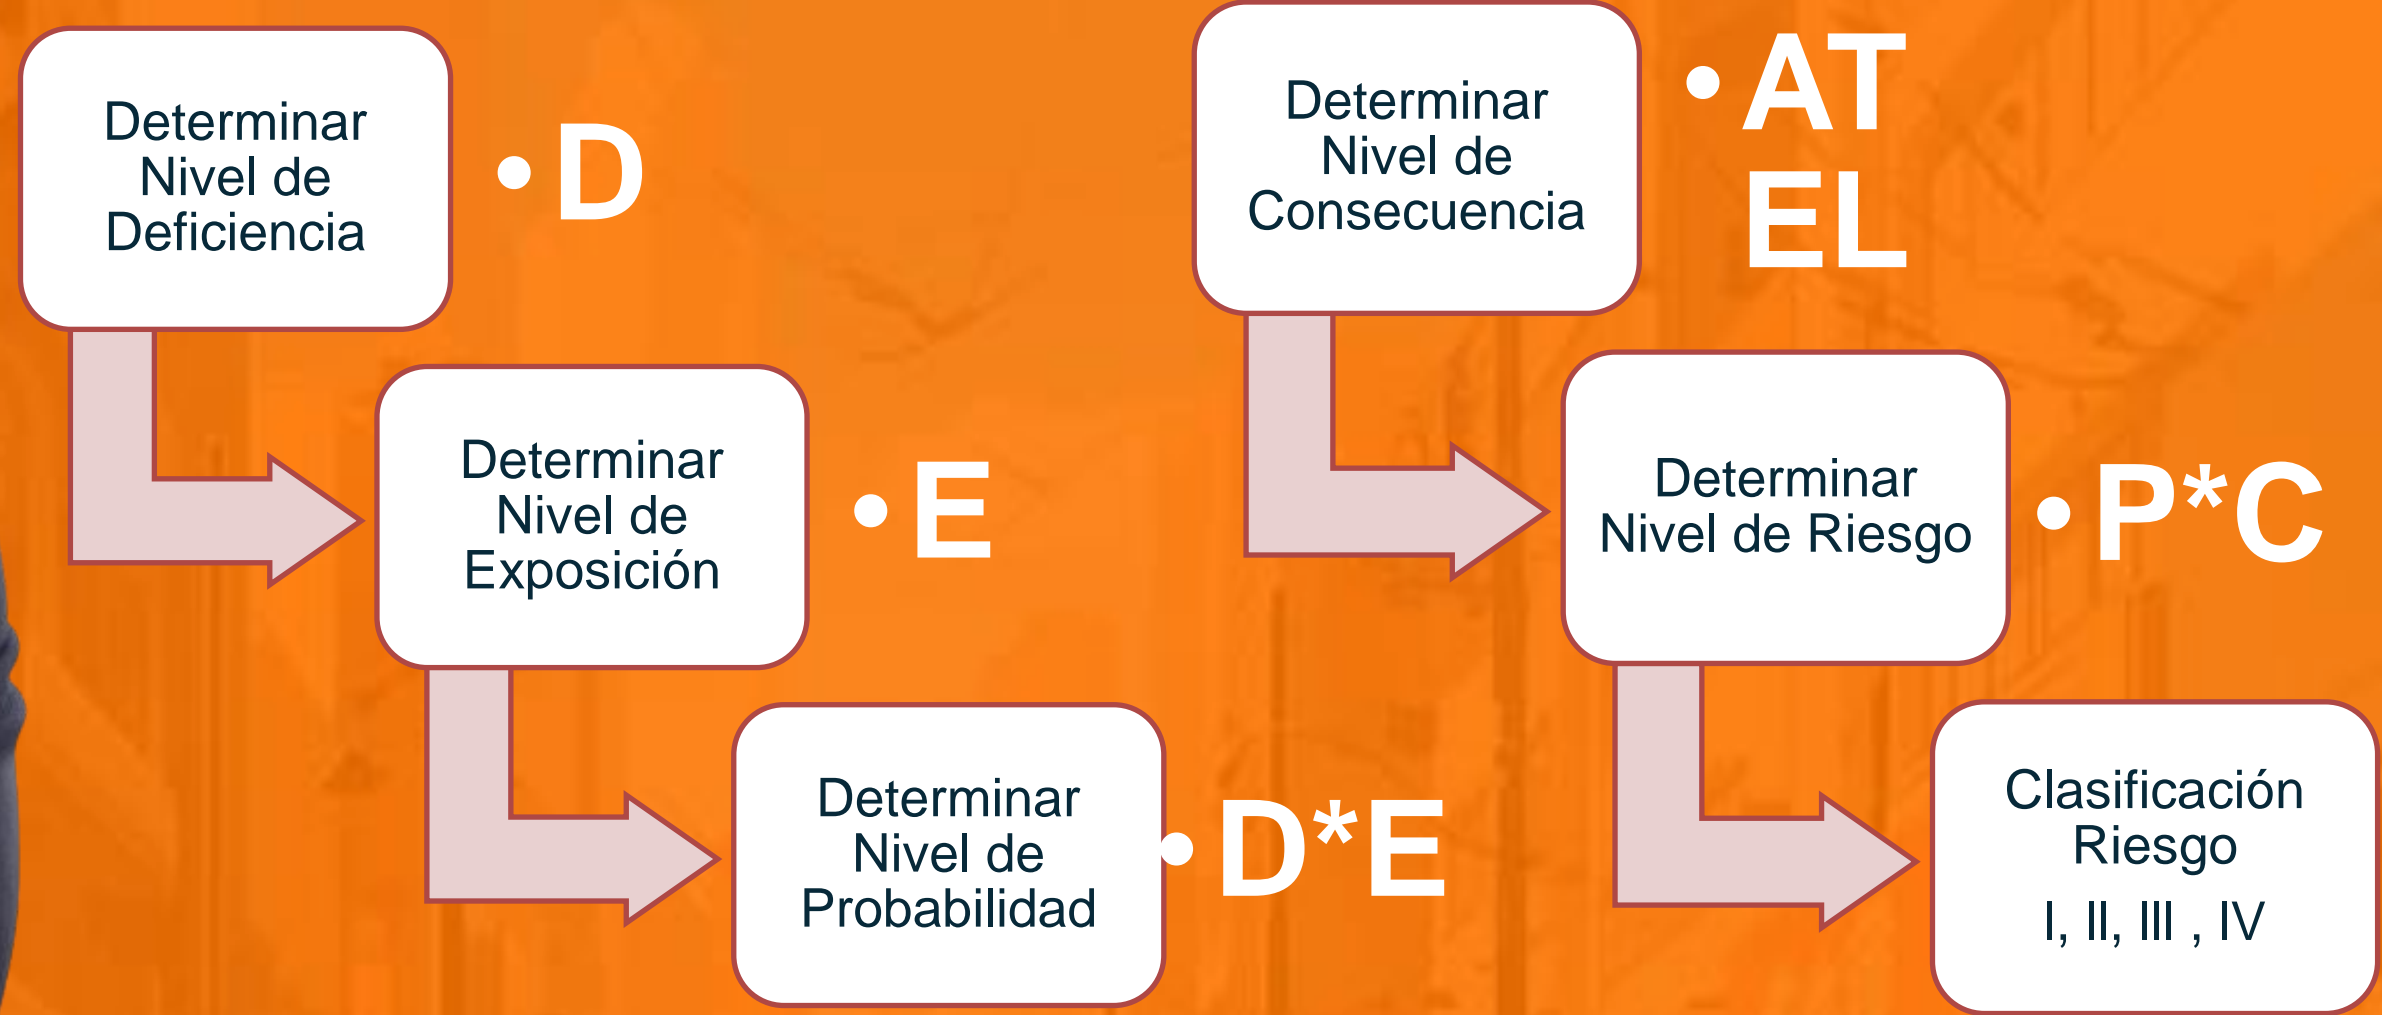 Determinar
Nivel de
Deficiencia
• D
Determinar
Nivel de
Exposición
• E
Determinar
Nivel de
Probabilidad
• D*E
Determinar
Nivel de
Consecuencia
• AT
EL
Determinar
Nivel de Riesgo
• P*C
Clasificación
Riesgo
I, II, III , IV